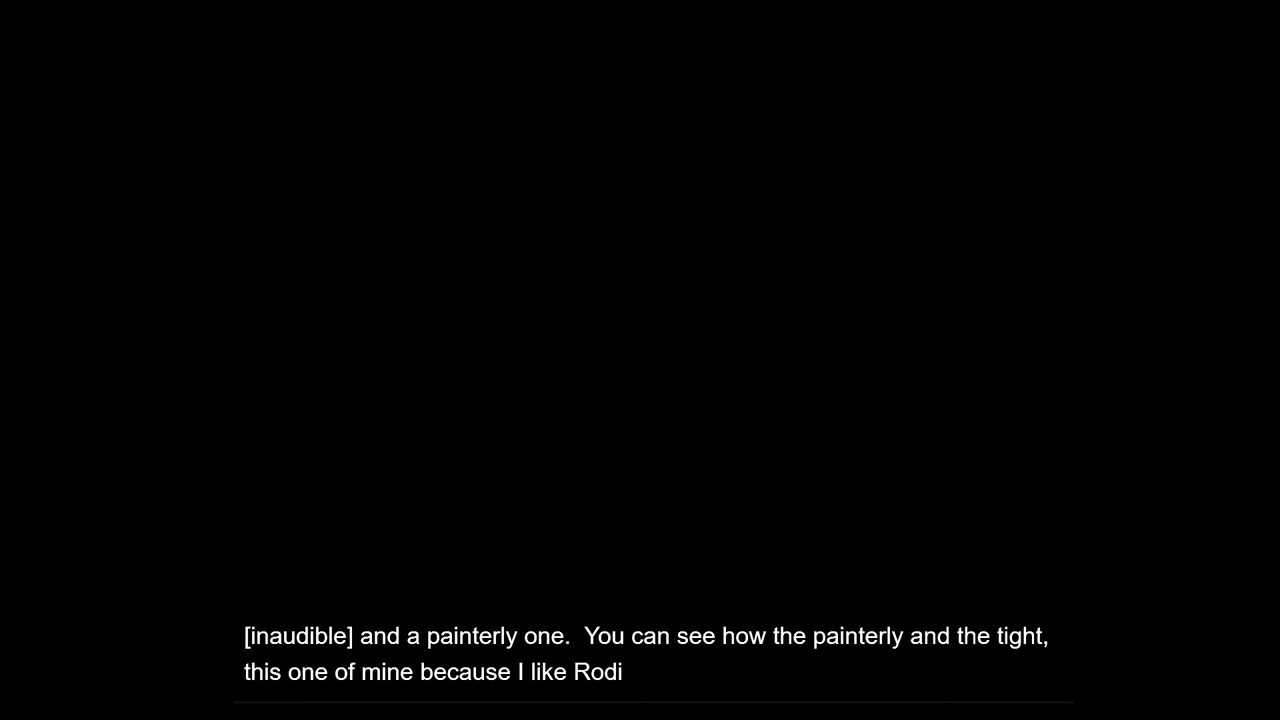 [inaudible] and a painterly one.  You can see how the painterly and the tight,
this one of mine because I like Rodi